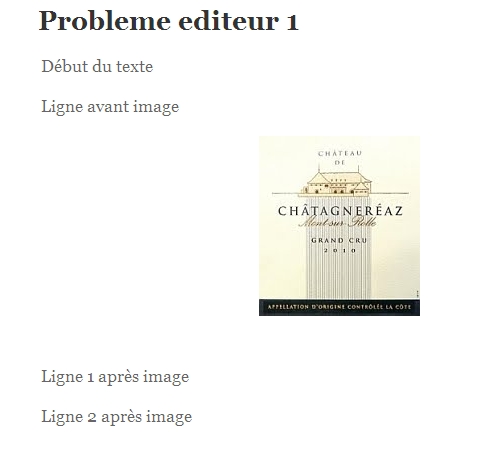 Probleme editeur 1
Début du texte
Ligne avant image
CHÂTEAU
DE
CHÂTAGNERÉAZ
Mont-sur-Rolle
GRAND CRU
2010
APPELLATION D'ORIGINE CONTRÔLÉE LA CÔTE
Ligne 1 après image
Ligne 2 après image